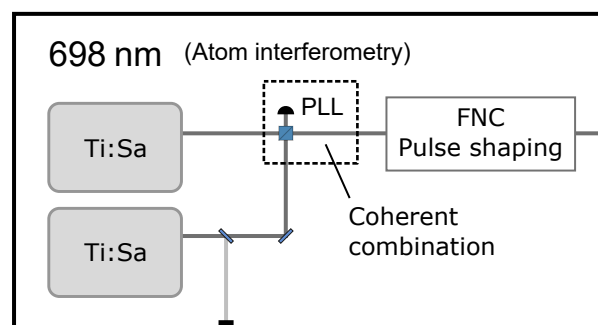 698 nm (Atom interferometry)
PLL
Ti:Sa
FNC
Pulse shaping
Coherent
combination
Ti:Sa